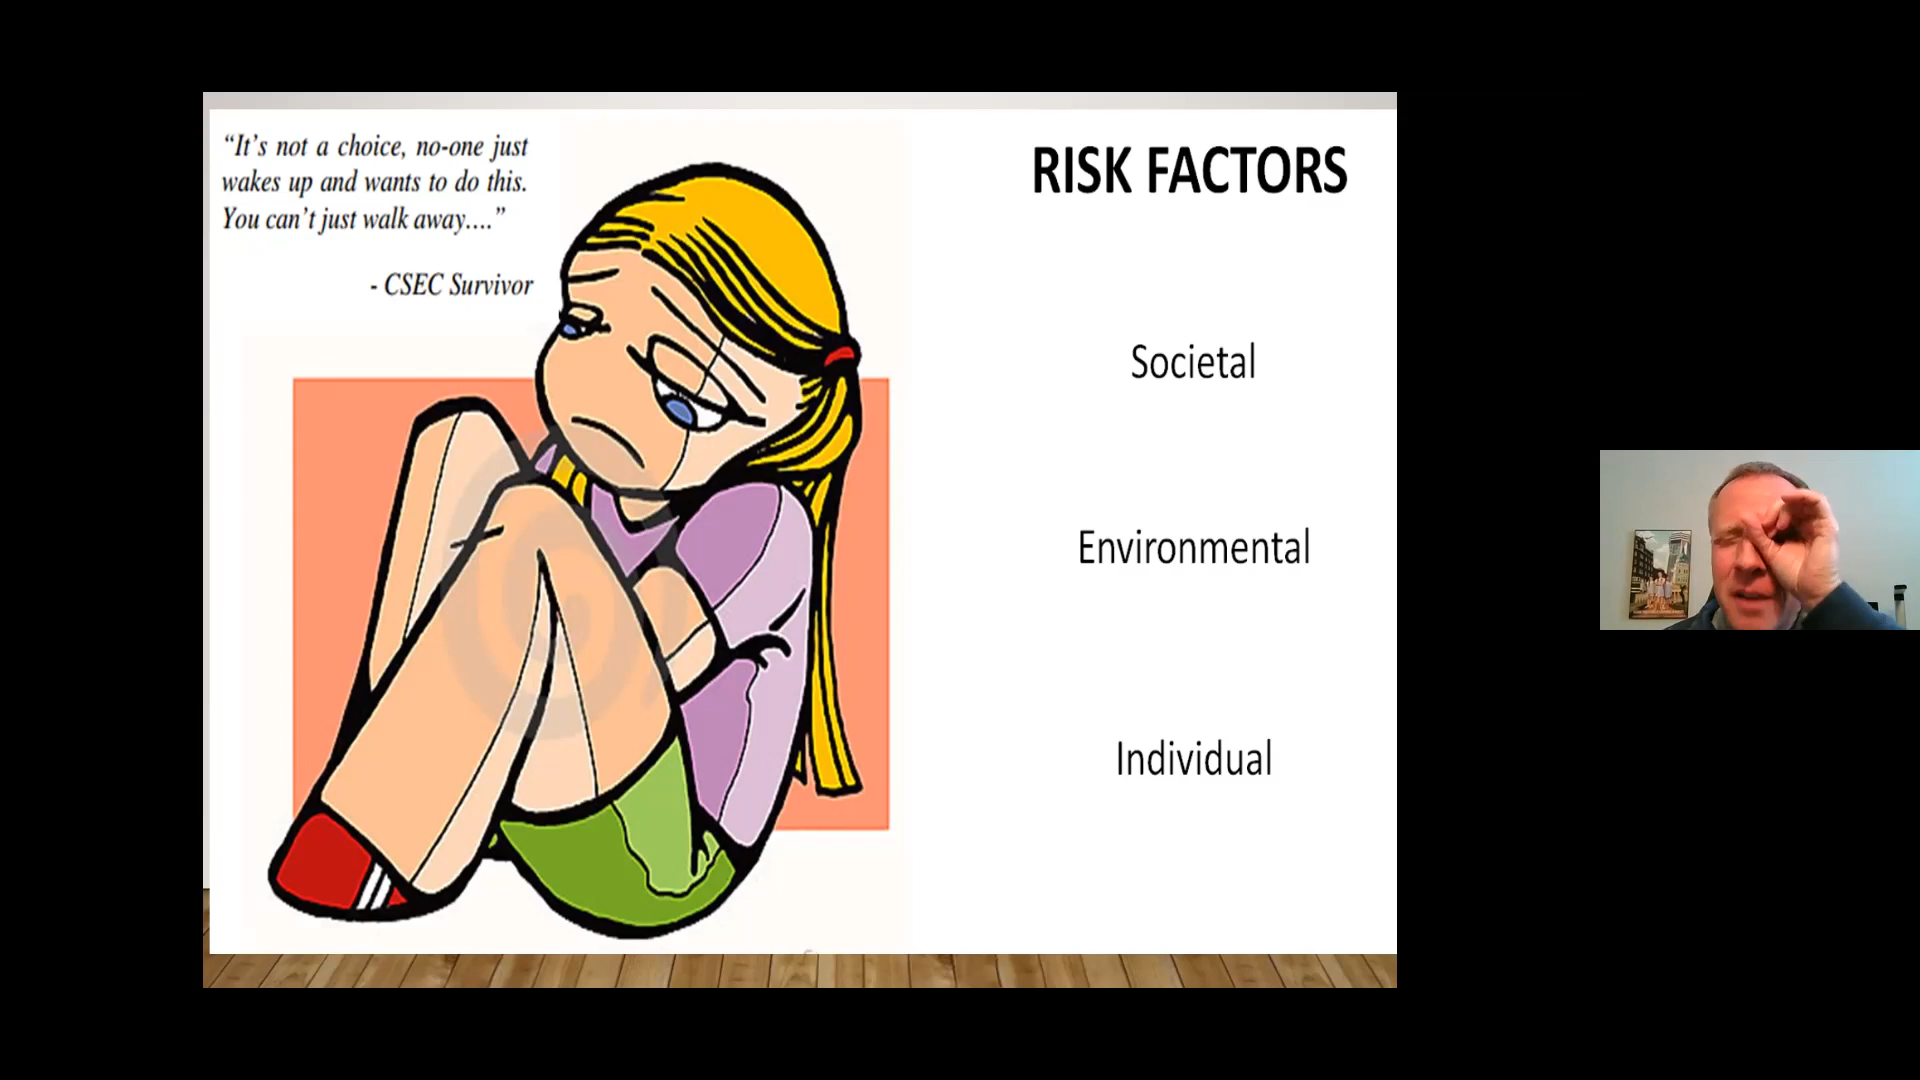 “It’s not a choice, no-one just
wakes up and wants to do this.
You can’t just walk away….”
- CSEC Survivor
RISK FACTORS
Societal
Environmental
Individual